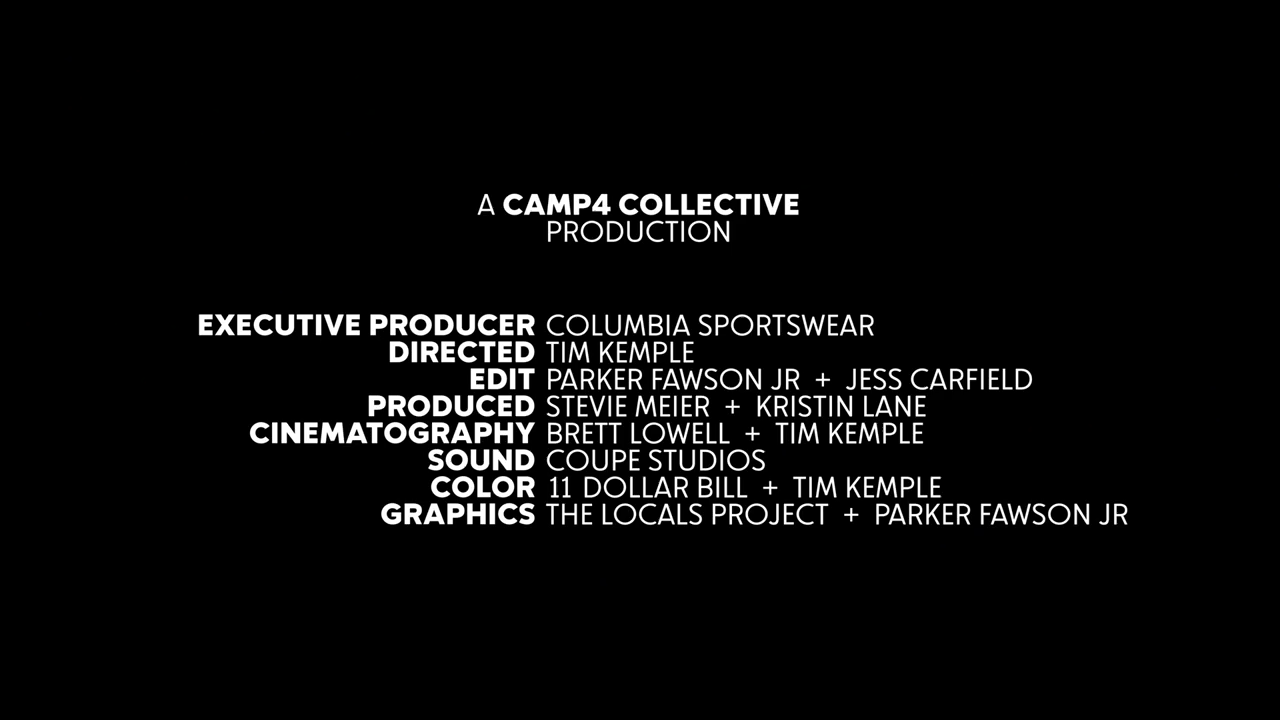 A CAMP4 COLLECTIVE
PRODUCTION
EXECUTIVE PRODUCER COLUMBIA SPORTSWEAR
DIRECTED TIM KEMPLE
EDIT PARKER FAWSON JR + JESS CARFIELD
PRODUCED STEVIE MEIER + KRISTIN LANE
CINEMATOGRAPHY BRETT LOWELL + TIM KEMPLE
SOUND COUPE STUDIOS
COLOR 11 DOLLAR BILL + TIM KEMPLE
GRAPHICS THE LOCALS PROJECT + PARKER FAWSON JR